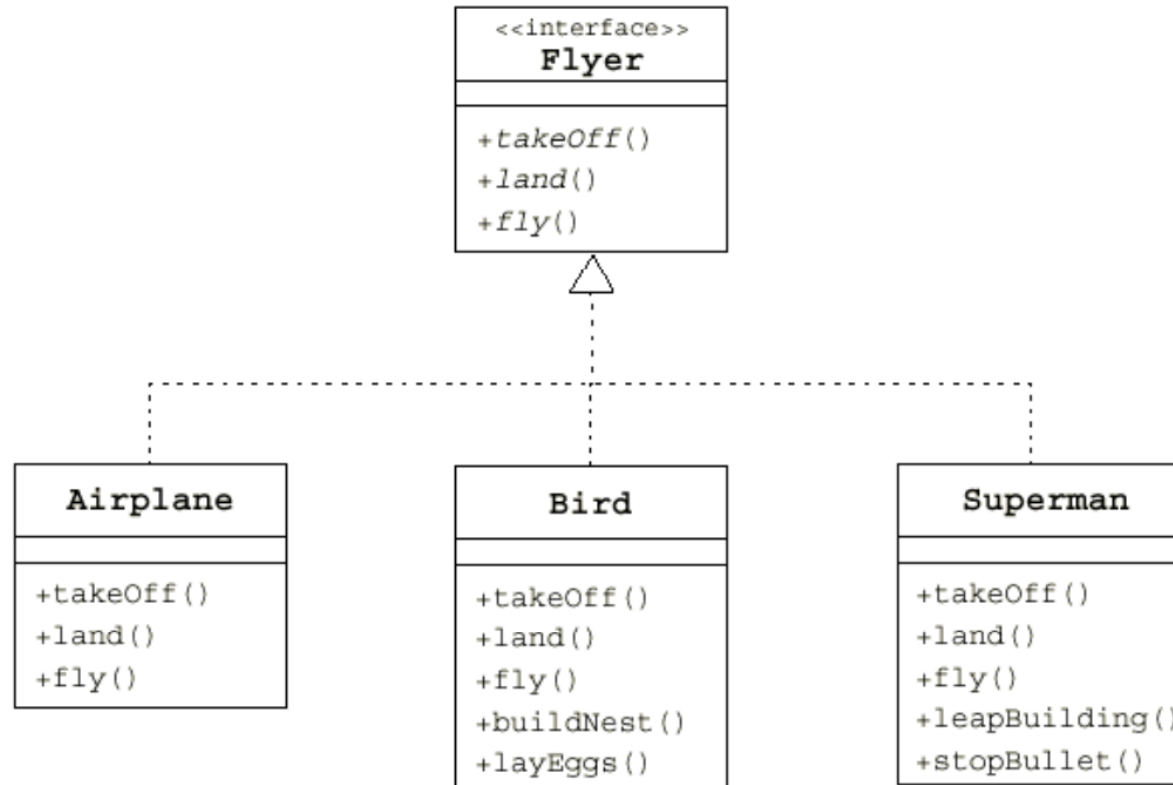 <<interface>>
Flyer
+takeOff()
+land()
+fly()
Airplane
+takeOff()
+land()
+fly()
Bird
+takeOff()
+land()
+fly()
+buildNest()
+layEggs()
Superman
+takeOff()
+land()
+fly()
+leapBuilding()
+stopBullet()